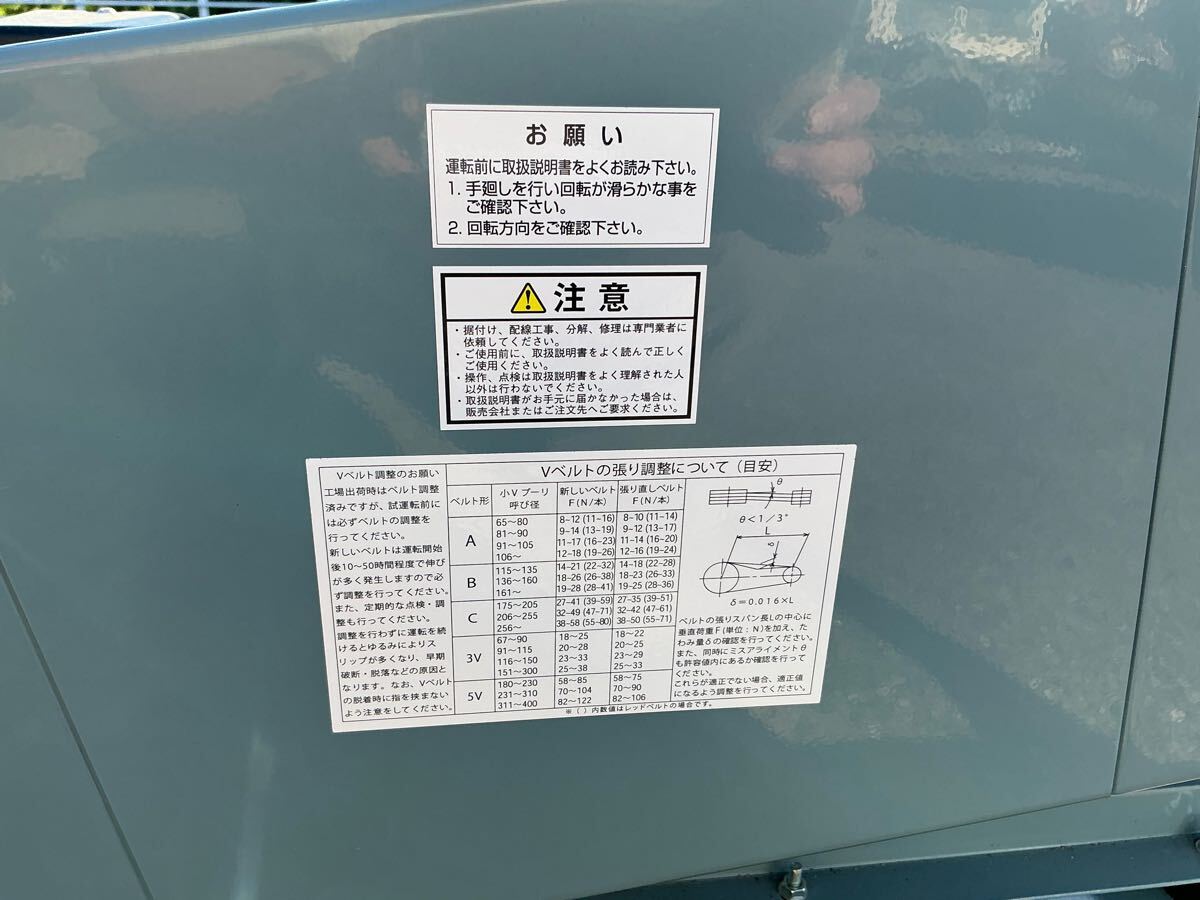 お願い
運転前に取扱説明書をよくお読み下さい。
1. 手廻しを行い回転が滑らかな事を
ご確認下さい。
2. 回転方向をご確認下さい。
注意
・据付け、配線工事、分解、修理は専門業者に
依頼してください。
・ご使用前に、取扱説明書をよく読んで正しく
ご使用ください。
・操作、点検は取扱説明書をよく理解された人
以外は行わないでください。
・取扱説明書がお手元に届かなかった場合は、
販売会社またはご注文先へご要求ください。
Vベルト調整のお願い
工場出荷時はベルト調整
済みですが、試運転前に
は必ずベルトの調整を
行ってください。
新しいベルトは運転開始
後10～50時間程度で伸び
が多く発生しますので必
ず調整を行ってください。
また、定期的な点検・調
整も行ってください。
調整を行わずに運転を続
けるとゆるみによりス
リップが多くなり、早期
破断・脱落などの原因と
なります。なお、Vベルト
の脱着時に指を挟まない
よう注意をしてください。
Vベルトの張り調整について（目安）
ベルト形 小Vプーリ呼び径 新しいベルトF(N/本) 張り直しベルトF(N/本)
A 65～80 8-12 (11-16) 8-10 (11-14)
81～90 9-14 (13-19) 9-12 (13-17)
91～105 11-17 (16-23) 11-14 (16-20)
106～ 12-18 (19-26) 12-16 (19-24)
B 115～135 14-21 (22-32) 14-18 (22-28)
136～160 18-26 (26-38) 18-23 (26-33)
161～ 19-28 (28-41) 19-25 (28-36)
C 175～205 27-41 (39-59) 27-35 (39-51)
206～255 32-49 (47-71) 32-42 (47-61)
256～ 38-58 (55-80) 38-50 (55-71)
3V 67～90 18～25 18～22
91～115 20～28 20～25
116～150 23～33 23～29
151～300 25～38 25～33
5V 180～230 58～85 58～75
231～310 70～104 70～90
311～400 82～122 82～106
※（ ）内数値はレッドベルトの場合です。
θ
θ<1/3°
L
δ
δ=0.016×L
ベルトの張りスパン長Lの中心に
垂直荷重F(単位：N)を加え、た
わみ量δの確認を行ってください。
また、同時にミスアライメントθ
も許容値内にあるか確認を行って
ください。
これらが適正でない場合、適正値
になるよう調整を行ってください。